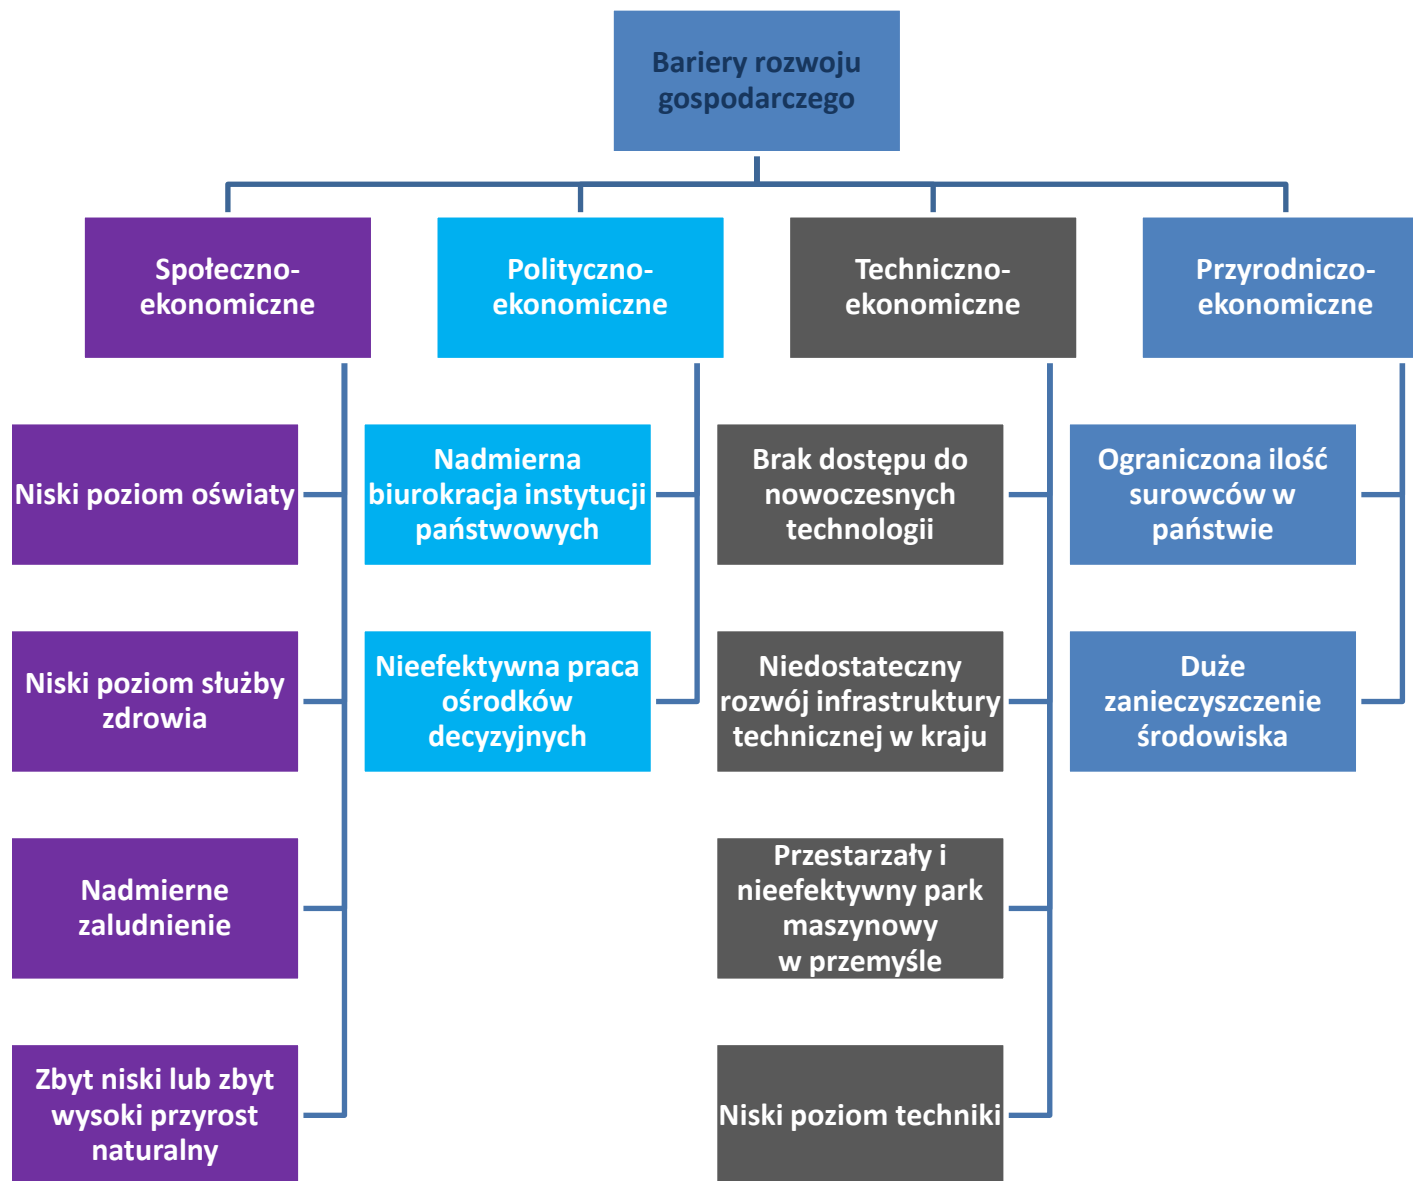 Bariery rozwoju
gospodarczego
Społeczno-
ekonomiczne
Niski poziom oświaty
Niski poziom służby
zdrowia
Nadmierne
zaludnienie
Zbyt niski lub zbyt
wysoki przyrost
naturalny
Polityczno-
ekonomiczne
Nadmierna
biurokracja instytucji
państwowych
Nieefektywna praca
ośrodków
decyzyjnych
Techniczno-
ekonomiczne
Brak dostępu do
nowoczesnych
technologii
Niedostateczny
rozwój infrastruktury
technicznej w kraju
Przestarzały i
nieefektywny park
maszynowy
w przemyśle
Niski poziom techniki
Przyrodniczo-
ekonomiczne
Ograniczona ilość
surowców w
państwie
Duże
zanieczyszczenie
środowiska